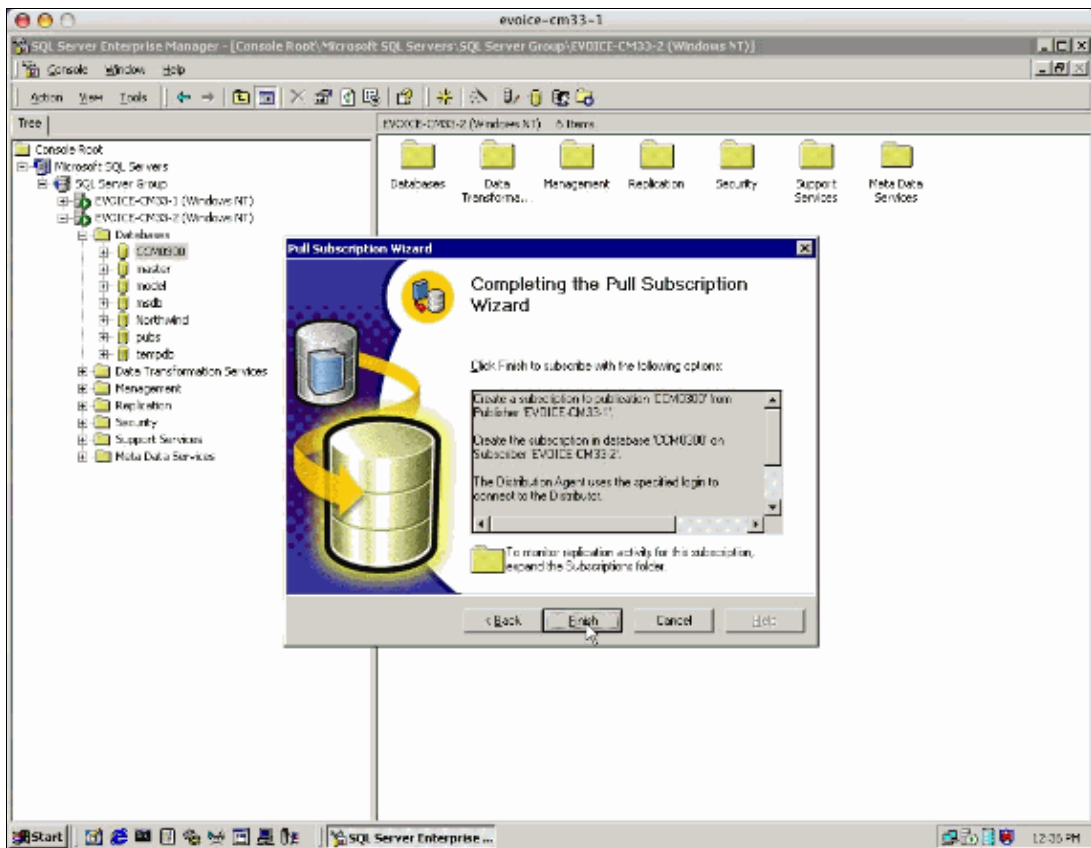 evoice-cm33-1
SQL Server Enterprise Manager - [Console Root\Microsoft SQL Servers\SQL Server Group\EVOICE-CM33-2 (Windows NT)]
Console Window Help
Action View Tools
Tree
EVOICE-CM33-2 (Windows NT) 6 Items
Console Root
Microsoft SQL Servers
SQL Server Group
EVOICE-CM33-1 (Windows NT)
EVOICE-CM33-2 (Windows NT)
Databases
CCM0300
master
model
msdb
Northwind
pubs
tempdb
Data Transformation Services
Management
Replication
Security
Support Services
Meta Data Services
Databases
Data Transforma...
Management
Replication
Security
Support Services
Meta Data Services
Pull Subscription Wizard
Completing the Pull Subscription
Wizard
Click Finish to subscribe with the following options:
Create a subscription to publication 'CCM0300' from
Publisher 'EVOICE-CM33-1'.
Create the subscription in database 'CCM0300' on
Subscriber 'EVOICE-CM33-2'.
The Distribution Agent uses the specified login to
connect to the Distributor.
To monitor replication activity for this subscription,
expand the Subscriptions folder.
< Back Finish Cancel Help
Start SQL Server Enterprise ... 12:36 PM